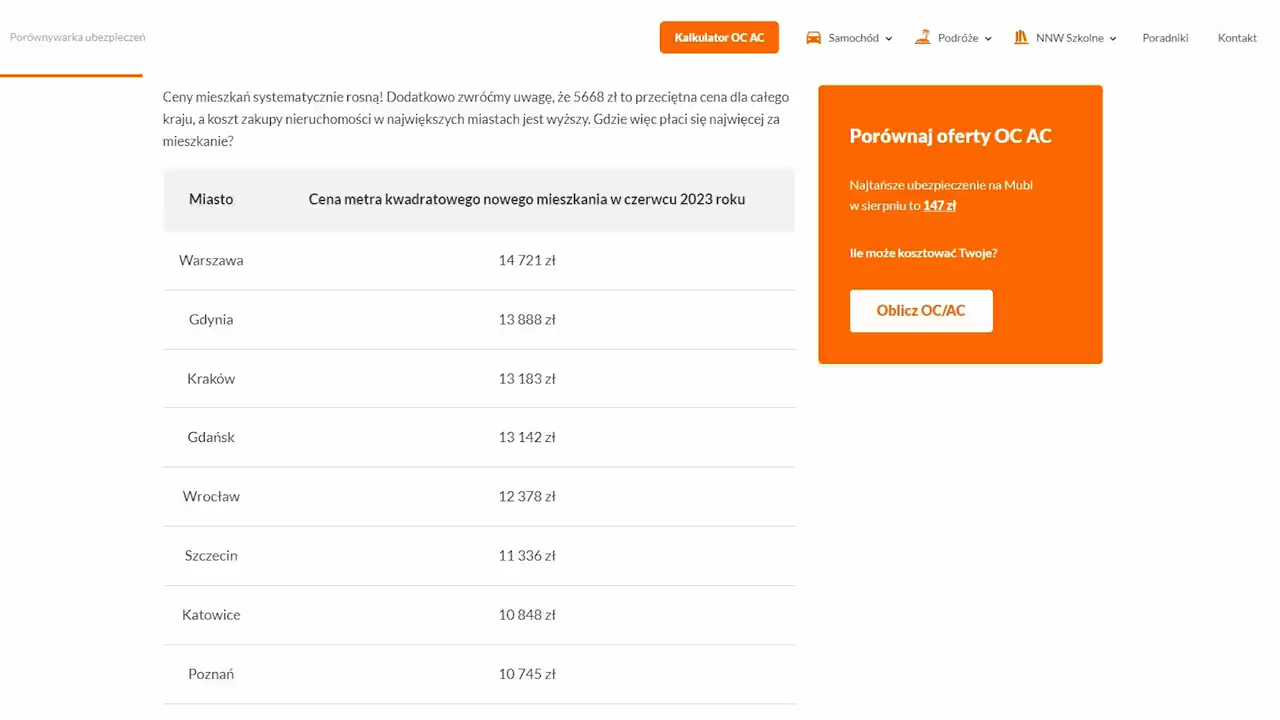 Porównywarka ubezpieczeń
Kalkulator OC AC
Samochód
Podróże
NNW Szkolne
Poradniki
Kontakt
Ceny mieszkań systematycznie rosną! Dodatkowo zwróćmy uwagę, że 5668 zł to przeciętna cena dla całego
kraju, a koszt zakupy nieruchomości w największych miastach jest wyższy. Gdzie więc płaci się najwięcej za
mieszkanie?
Miasto Cena metra kwadratowego nowego mieszkania w czerwcu 2023 roku
Warszawa 14 721 zł
Gdynia 13 888 zł
Kraków 13 183 zł
Gdańsk 13 142 zł
Wrocław 12 378 zł
Szczecin 11 336 zł
Katowice 10 848 zł
Poznań 10 745 zł
Porównaj oferty OC AC
Najtańsze ubezpieczenie na Mubi
w sierpniu to 147 zł
Ile może kosztować Twoje?
Oblicz OC/AC